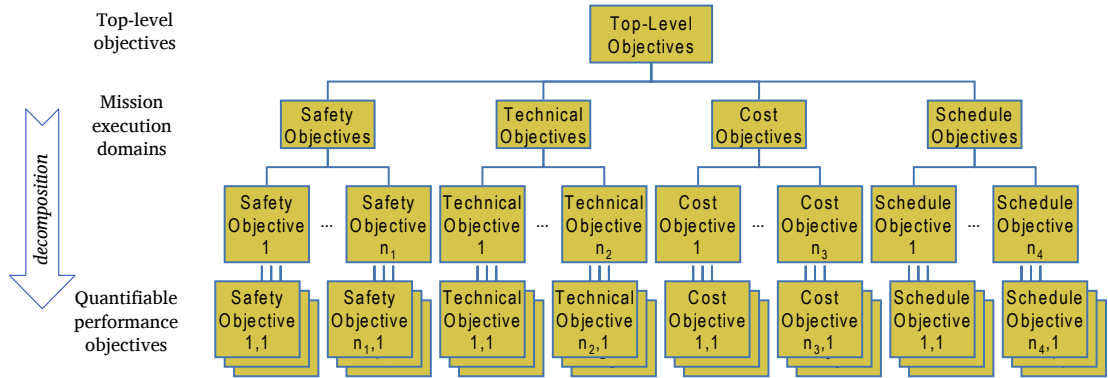 Top-level
objectives
Top-Level
Objectives
Mission
execution
domains
Safety
Objectives
Technical
Objectives
Cost
Objectives
Schedule
Objectives
decomposition
Safety
Objective
1
...
Safety
Objective
n₁
Technical
Objective
1
...
Technical
Objective
n₂
Cost
Objective
1
...
Cost
Objective
n₃
Schedule
Objective
1
...
Schedule
Objective
n₄
Quantifiable
performance
objectives
Safety
Objective
1,1
Safety
Objective
n₁,1
Technical
Objective
1,1
Technical
Objective
n₂,1
Cost
Objective
1,1
Cost
Objective
n₃,1
Schedule
Objective
1,1
Schedule
Objective
n₄,1